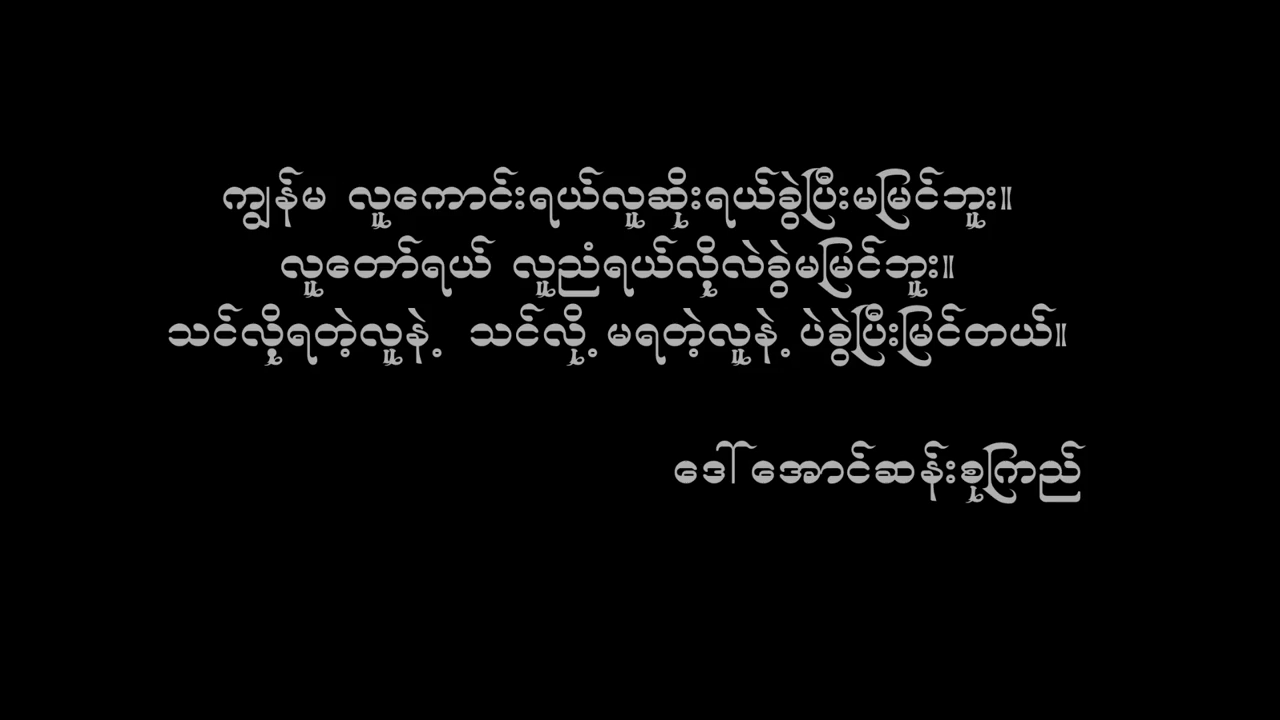 ကျွန်မ လူကောင်းရယ်လူဆိုးရယ်ခွဲပြီးမမြင်ဘူး။
လူတော်ရယ် လူညံ့ရယ်လို့လဲခွဲမမြင်ဘူး။
သင်လို့ရတဲ့လူနဲ့ သင်လို့ မရတဲ့လူနဲ့ ပဲခွဲပြီးမြင်တယ်။
ဒေါ် အောင်ဆန်းစုကြည်